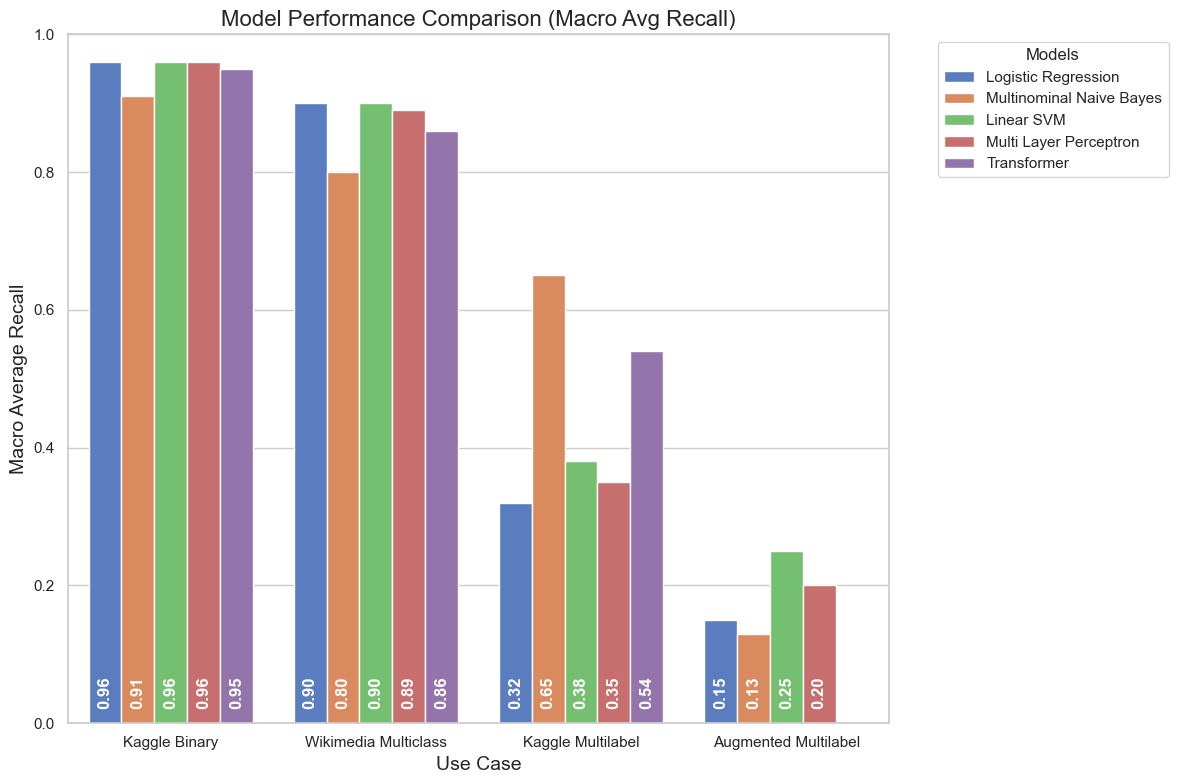 Model Performance Comparison (Macro Avg Recall)
Macro Average Recall
1.0
0.8
0.6
0.4
0.2
0.0
0.96
0.91
0.96
0.96
0.95
0.90
0.80
0.90
0.89
0.86
0.32
0.65
0.38
0.35
0.54
0.15
0.13
0.25
0.20
Kaggle Binary
Wikimedia Multiclass
Kaggle Multilabel
Augmented Multilabel
Use Case
Models
Logistic Regression
Multinominal Naive Bayes
Linear SVM
Multi Layer Perceptron
Transformer